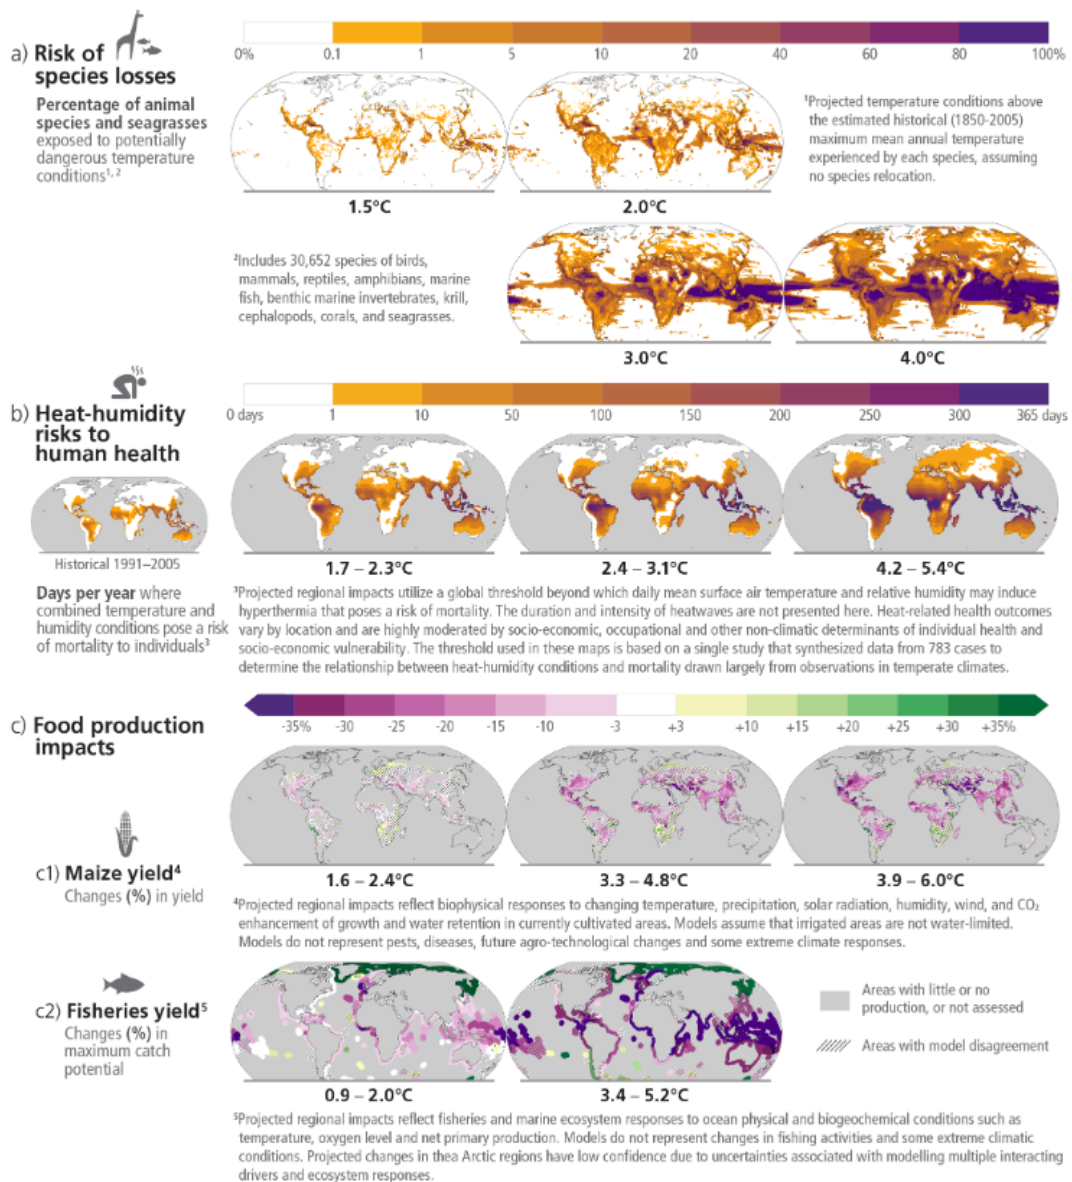 a) Risk of
species losses
Percentage of animal
species and seagrasses
exposed to potentially
dangerous temperature
conditions1, 2
0% 0.1 1 5 10 20 40 60 80 100%
1.5°C
2.0°C
1Projected temperature conditions above
the estimated historical (1850-2005)
maximum mean annual temperature
experienced by each species, assuming
no species relocation.
2Includes 30,652 species of birds,
mammals, reptiles, amphibians, marine
fish, benthic marine invertebrates, krill,
cephalopods, corals, and seagrasses.
3.0°C
4.0°C
b) Heat-humidity
risks to
human health
0 days 1 10 50 100 150 200 250 300 365 days
Historical 1991–2005
Days per year where
combined temperature and
humidity conditions pose a risk
of mortality to individuals3
1.7 – 2.3°C
2.4 – 3.1°C
4.2 – 5.4°C
3Projected regional impacts utilize a global threshold beyond which daily mean surface air temperature and relative humidity may induce
hyperthermia that poses a risk of mortality. The duration and intensity of heatwaves are not presented here. Heat-related health outcomes
vary by location and are highly moderated by socio-economic, occupational and other non-climatic determinants of individual health and
socio-economic vulnerability. The threshold used in these maps is based on a single study that synthesized data from 783 cases to
determine the relationship between heat-humidity conditions and mortality drawn largely from observations in temperate climates.
c) Food production
impacts
-35% -30 -25 -20 -15 -10 -3 +3 +10 +15 +20 +25 +30 +35%
c1) Maize yield4
Changes (%) in yield
1.6 – 2.4°C
3.3 – 4.8°C
3.9 – 6.0°C
4Projected regional impacts reflect biophysical responses to changing temperature, precipitation, solar radiation, humidity, wind, and CO2
enhancement of growth and water retention in currently cultivated areas. Models assume that irrigated areas are not water-limited.
Models do not represent pests, diseases, future agro-technological changes and some extreme climate responses.
c2) Fisheries yield5
Changes (%) in
maximum catch
potential
0.9 – 2.0°C
3.4 – 5.2°C
Areas with little or no
production, or not assessed
Areas with model disagreement
5Projected regional impacts reflect fisheries and marine ecosystem responses to ocean physical and biogeochemical conditions such as
temperature, oxygen level and net primary production. Models do not represent changes in fishing activities and some extreme climatic
conditions. Projected changes in thea Arctic regions have low confidence due to uncertainties associated with modelling multiple interacting
drivers and ecosystem responses.